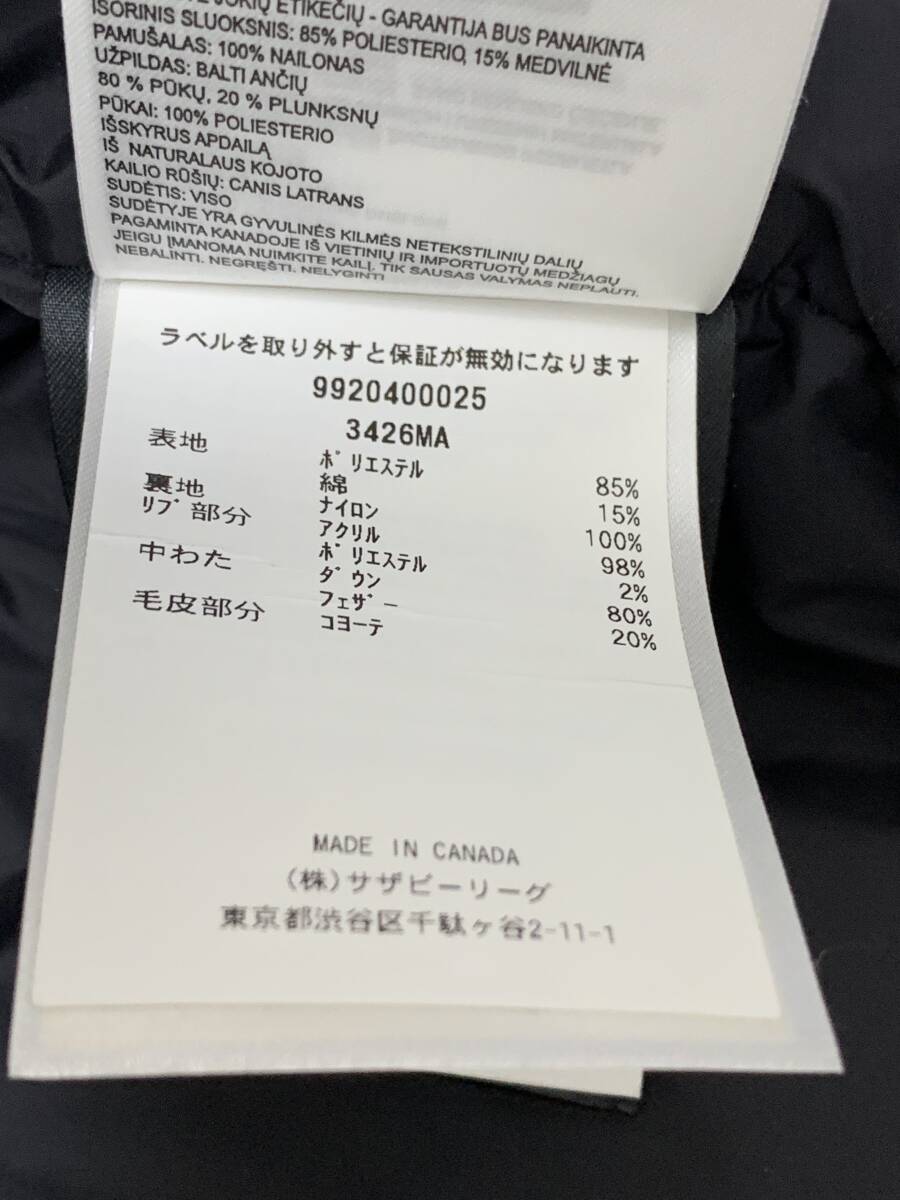 JOKIŲ ETIKEČIŲ - GARANTIJA BUS PANAIKINTA
IŠORINIS SLUOKSNIS: 85% POLIESTERIO, 15% MEDVILNĖ
PAMUŠALAS: 100% NAILONAS
UŽPILDAS: BALTI ANČIŲ
80 % PŪKŲ, 20 % PLUNKSNŲ
PŪKAI: 100% POLIESTERIO
IŠSKYRUS APDAILĄ
IŠ NATURALAUS KOJOTO
KAILIO RŪŠIŲ: CANIS LATRANS
SUDĖTIS: VISO
SUDĖTYJE YRA GYVULINĖS KILMĖS NETEKSTILINIŲ DALIŲ
PAGAMINTA KANADOJE IŠ VIETINIŲ IR IMPORTUOTŲ MEDŽIAGŲ
JEIGU ĮMANOMA NUIMKITE KAILĮ. TIK SAUSAS VALYMAS NEPLAUTI.
NEBALINTI. NEGRĘŠTI. NELYGINTI
ラベルを取り外すと保証が無効になります
9920400025
3426MA
表地 ﾎﾟﾘｴｽﾃﾙ 85%
綿 15%
裏地 ﾅｲﾛﾝ 100%
ﾘﾌﾞ部分 ｱｸﾘﾙ 98%
ﾎﾟﾘｴｽﾃﾙ 2%
中わた ﾀﾞｳﾝ 80%
ﾌｪｻﾞｰ 20%
毛皮部分 ｺﾖｰﾃ
MADE IN CANADA
(株)サザビーリーグ
東京都渋谷区千駄ヶ谷2-11-1